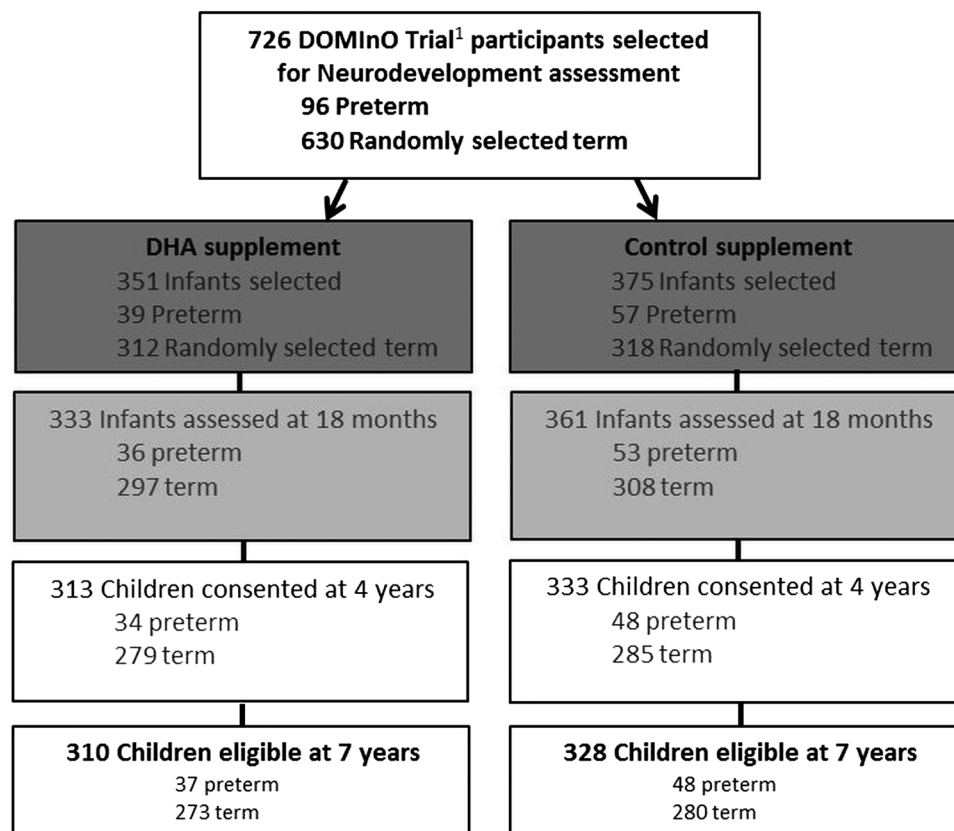 726 DOMInO Trial¹ participants selected
for Neurodevelopment assessment
96 Preterm
630 Randomly selected term
DHA supplement
351 Infants selected
39 Preterm
312 Randomly selected term
Control supplement
375 Infants selected
57 Preterm
318 Randomly selected term
333 Infants assessed at 18 months
36 preterm
297 term
361 Infants assessed at 18 months
53 preterm
308 term
313 Children consented at 4 years
34 preterm
279 term
333 Children consented at 4 years
48 preterm
285 term
310 Children eligible at 7 years
37 preterm
273 term
328 Children eligible at 7 years
48 preterm
280 term